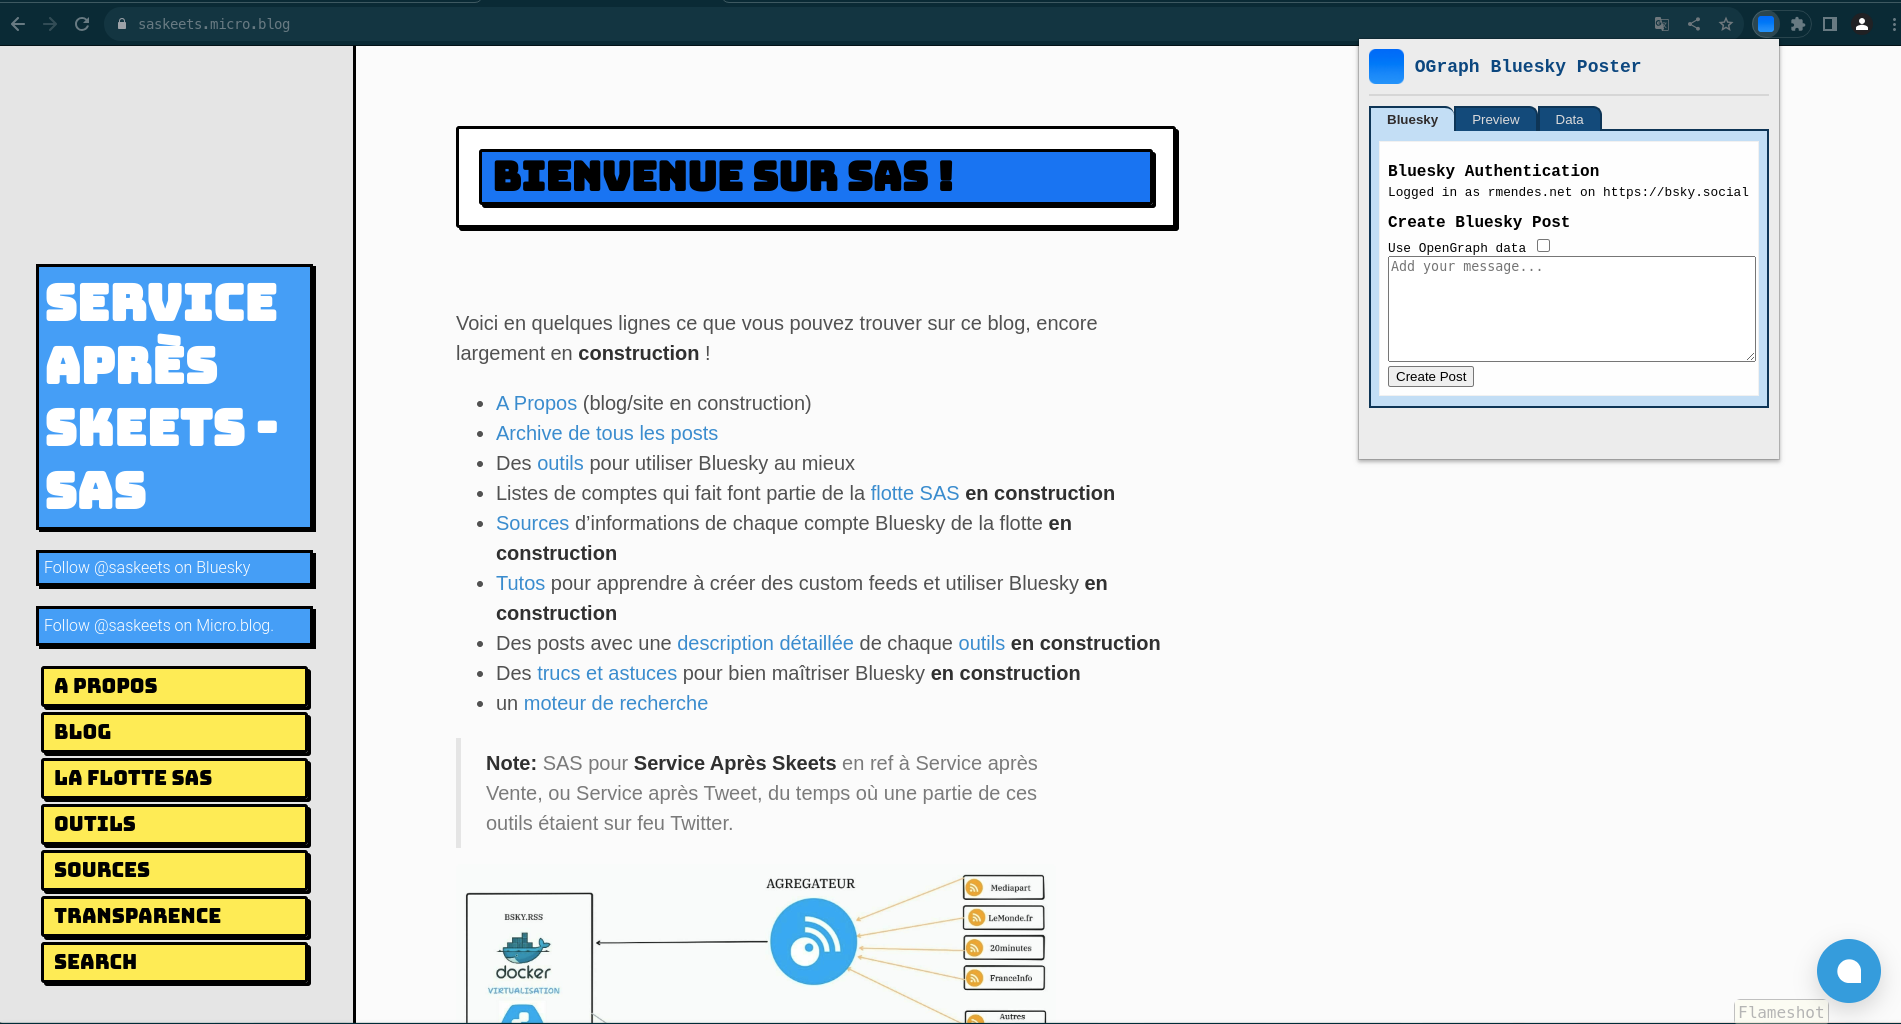 saskeets.micro.blog
OGraph Bluesky Poster
Bluesky Preview Data
Bluesky Authentication
Logged in as rmendes.net on https://bsky.social
Create Bluesky Post
Use OpenGraph data
Add your message...
Create Post
SERVICE
APRÈS
SKEETS -
SAS
Follow @saskeets on Bluesky
Follow @saskeets on Micro.blog.
A PROPOS
BLOG
LA FLOTTE SAS
OUTILS
SOURCES
TRANSPARENCE
SEARCH
BIENVENUE SUR SAS !
Voici en quelques lignes ce que vous pouvez trouver sur ce blog, encore
largement en construction !
A Propos (blog/site en construction)
Archive de tous les posts
Des outils pour utiliser Bluesky au mieux
Listes de comptes qui fait font partie de la flotte SAS en construction
Sources d’informations de chaque compte Bluesky de la flotte en
construction
Tutos pour apprendre à créer des custom feeds et utiliser Bluesky en
construction
Des posts avec une description détaillée de chaque outils en construction
Des trucs et astuces pour bien maîtriser Bluesky en construction
un moteur de recherche
Note: SAS pour Service Après Skeets en ref à Service après
Vente, ou Service après Tweet, du temps où une partie de ces
outils étaient sur feu Twitter.
BSKY.RSS
docker
VIRTUALISATION
AGREGATEUR
Mediapart
LeMonde.fr
20minutes
FranceInfo
Autres
Flameshot